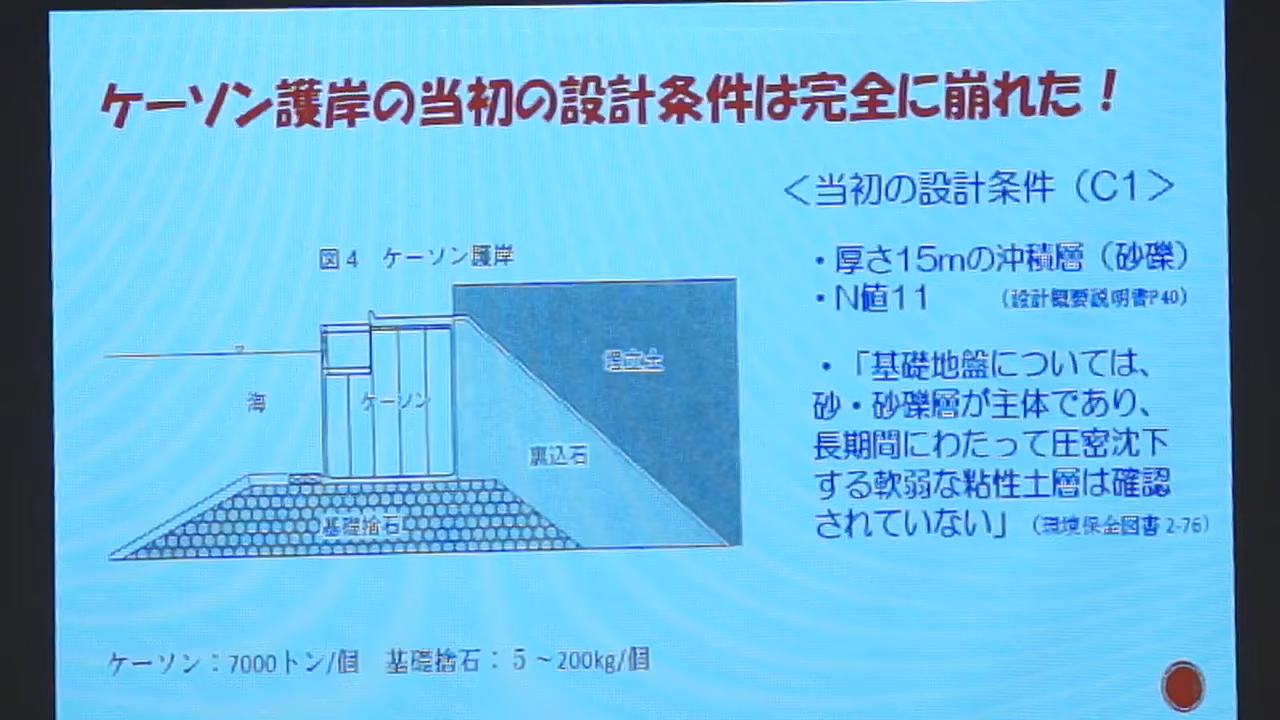 ケーソン護岸の当初の設計条件は完全に崩れた！
＜当初の設計条件（C1＞
・厚さ15mの沖積層（砂礫）
・N値11　（設計概要説明書P40）
・「基礎地盤については、
砂・砂礫層が主体であり、
長期間にわたって圧密沈下
する軟弱な粘性土層は確認
されていない」（環境保全図書2-76）
図4　ケーソン護岸
埋立土
海
ケーソン
裏込石
基礎捨石
ケーソン：7000トン/個　基礎捨石：5～200kg/個